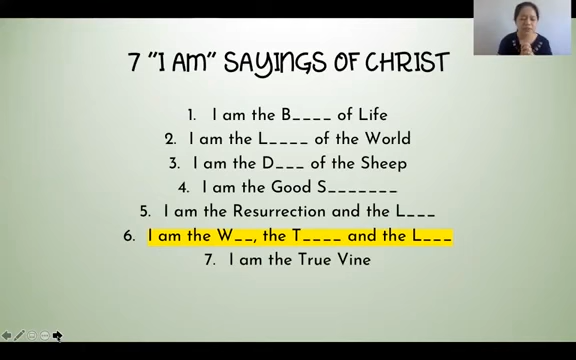 7 "I AM" SAYINGS OF CHRIST
1. I am the B____ of Life
2. I am the L____ of the World
3. I am the D___ of the Sheep
4. I am the Good S_______
5. I am the Resurrection and the L___
6. I am the W__, the T____ and the L___
7. I am the True Vine